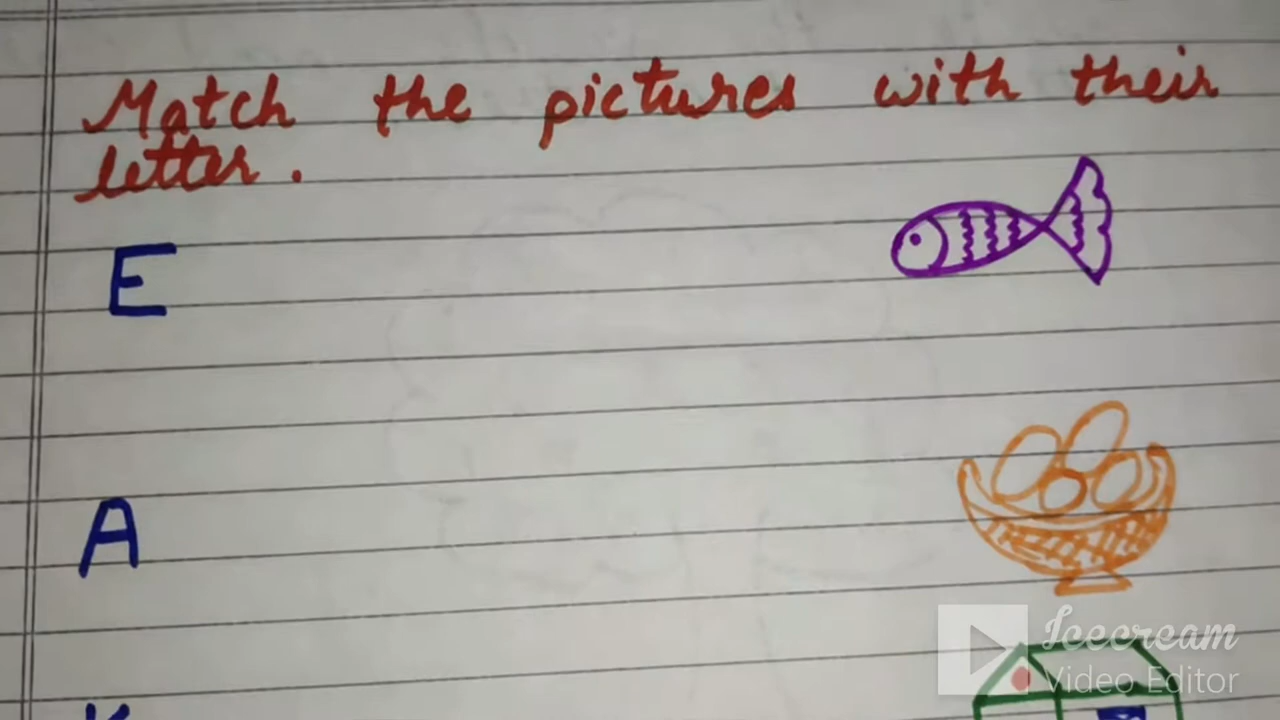 Match the pictures with their
letter.
E
A
Icecream
Video Editor